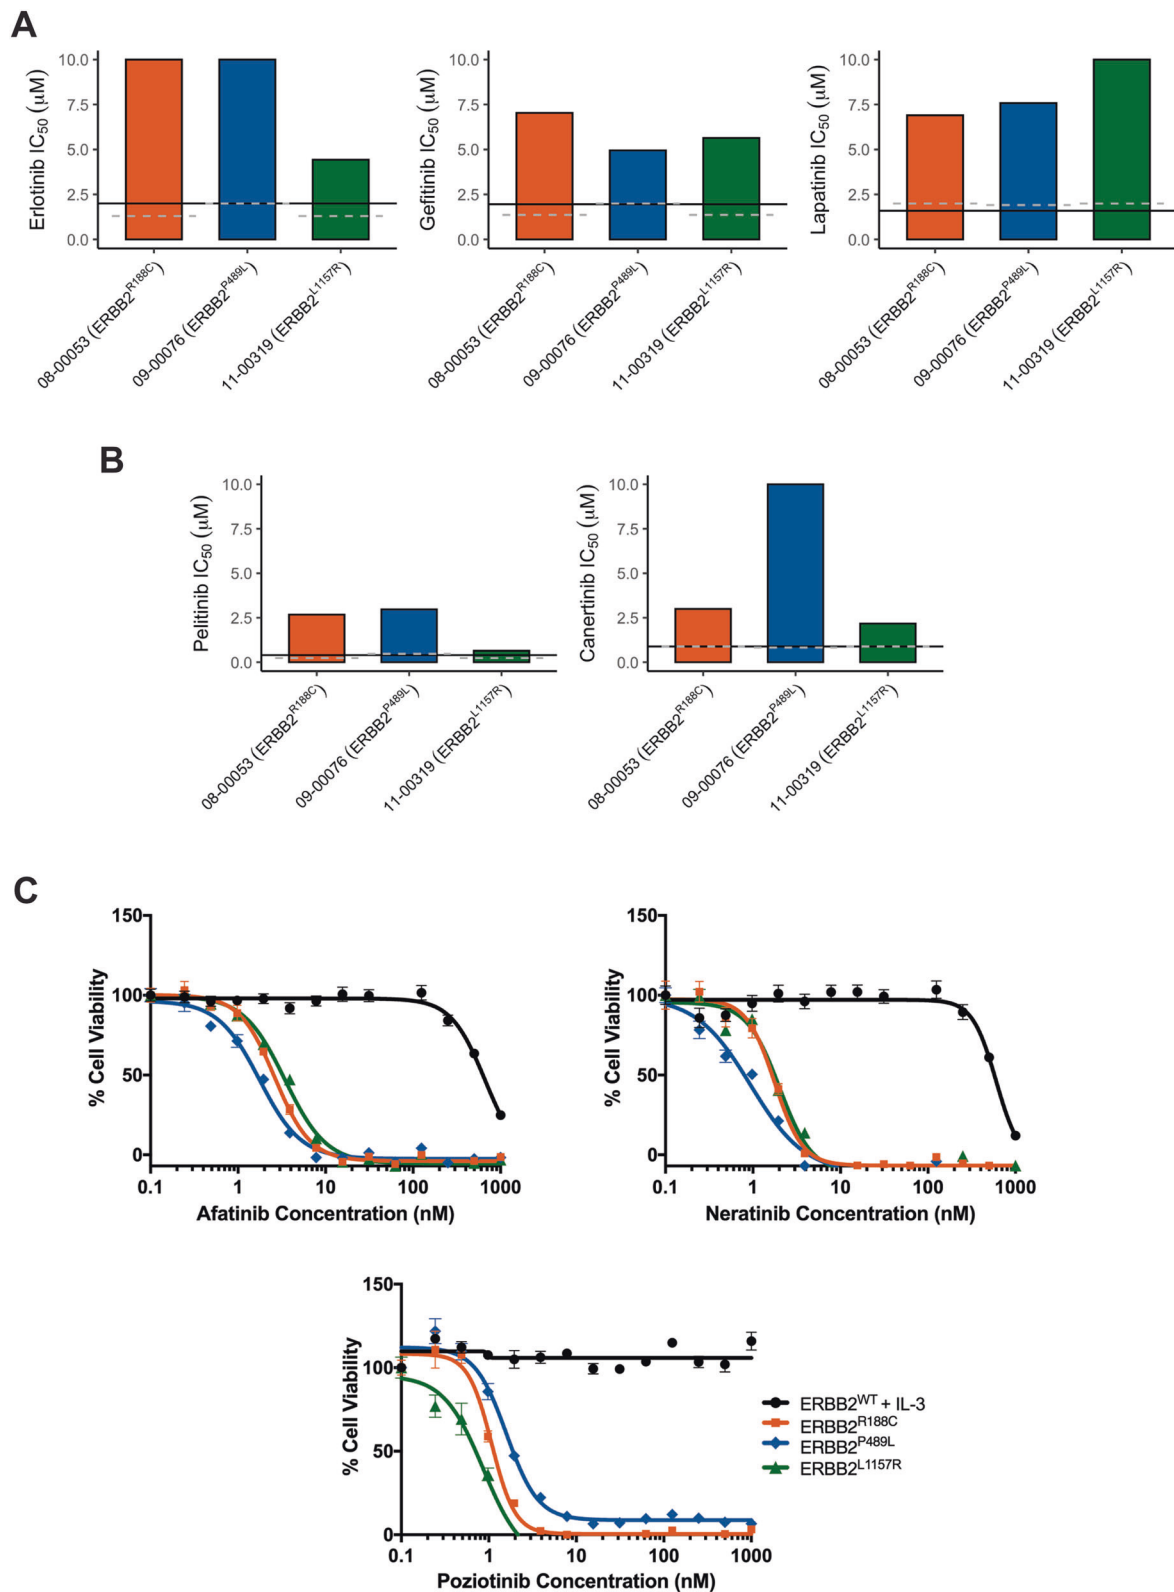 A
Erlotinib IC50 (μM)
10.0
7.5
5.0
2.5
0.0
08-00053 (ERBB2R188C)
09-00076 (ERBB2P489L)
11-00319 (ERBB2L1157R)
Gefitinib IC50 (μM)
10.0
7.5
5.0
2.5
0.0
08-00053 (ERBB2R188C)
09-00076 (ERBB2P489L)
11-00319 (ERBB2L1157R)
Lapatinib IC50 (μM)
10.0
7.5
5.0
2.5
0.0
08-00053 (ERBB2R188C)
09-00076 (ERBB2P489L)
11-00319 (ERBB2L1157R)
B
Pelitinib IC50 (μM)
10.0
7.5
5.0
2.5
0.0
08-00053 (ERBB2R188C)
09-00076 (ERBB2P489L)
11-00319 (ERBB2L1157R)
Canertinib IC50 (μM)
10.0
7.5
5.0
2.5
0.0
08-00053 (ERBB2R188C)
09-00076 (ERBB2P489L)
11-00319 (ERBB2L1157R)
C
% Cell Viability
150
100
50
0
0.1 1 10 100 1000
Afatinib Concentration (nM)
% Cell Viability
150
100
50
0
0.1 1 10 100 1000
Neratinib Concentration (nM)
% Cell Viability
150
100
50
0
0.1 1 10 100 1000
Poziotinib Concentration (nM)
ERBB2WT + IL-3
ERBB2R188C
ERBB2P489L
ERBB2L1157R